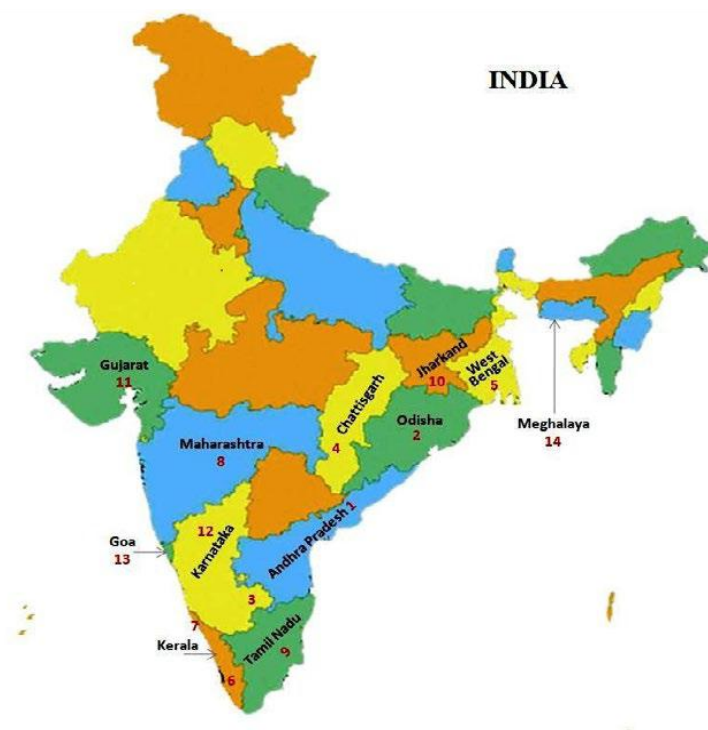 INDIA
Gujarat
11
Jharkand
10
West
Bengal
5
Chattisgarh
4
Odisha
2
Meghalaya
14
Maharashtra
8
12
Karnataka
Andhra Pradesh 1
Goa
13
3
7
Kerala
Tamil Nadu
9
6